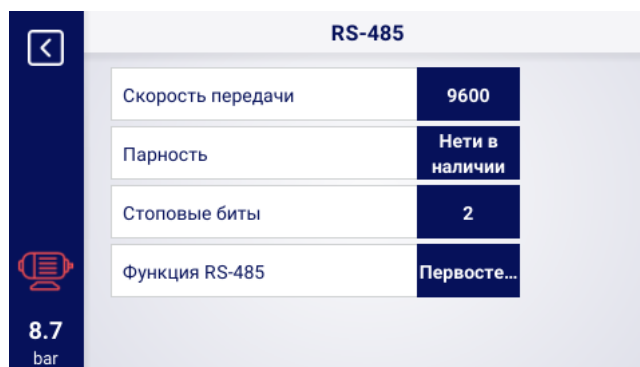 RS-485
Скорость передачи
9600
Парность
Нети в
наличии
Стоповые биты
2
Функция RS-485
Первосте...
8.7
bar